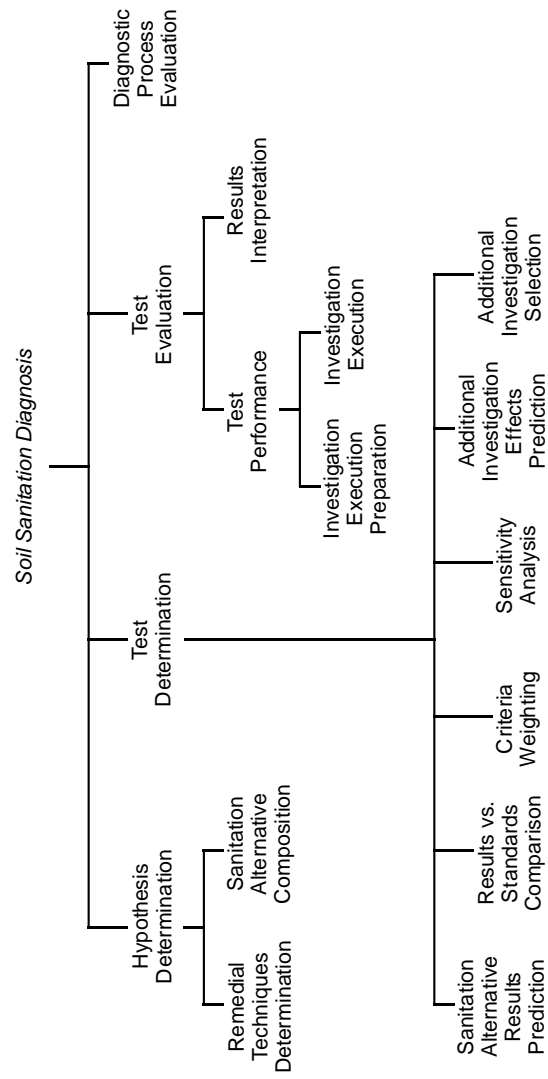 Soil Sanitation Diagnosis
Hypothesis
Determination
Test
Determination
Test
Evaluation
Diagnostic
Process
Evaluation
Remedial
Techniques
Determination
Sanitation
Alternative
Composition
Test
Performance
Results
Interpretation
Investigation
Execution
Preparation
Investigation
Execution
Sanitation
Alternative
Results
Prediction
Results vs.
Standards
Comparison
Criteria
Weighting
Sensitivity
Analysis
Additional
Investigation
Effects
Prediction
Additional
Investigation
Selection